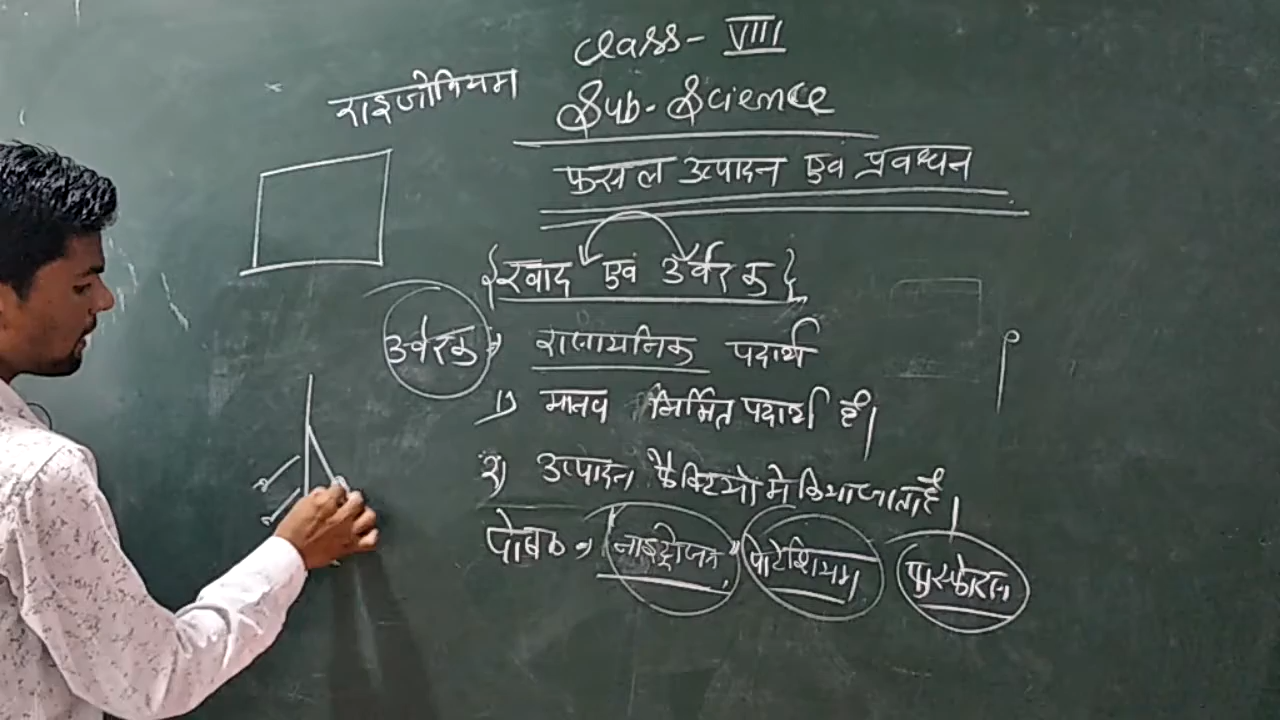 Class- VIII
राइजोबियम
Sub- Science
फसल उत्पादन एवं प्रबन्धन
{खाद एवं उर्वरक}
उर्वरक⇒ रासायनिक पदार्थ
1) मानव निर्मित पदार्थ है।
२) उत्पादन फैक्ट्रियो मे किया जाता है।
पोषक ⇒ नाइट्रोजन, पोटेशियम, फास्फोरस